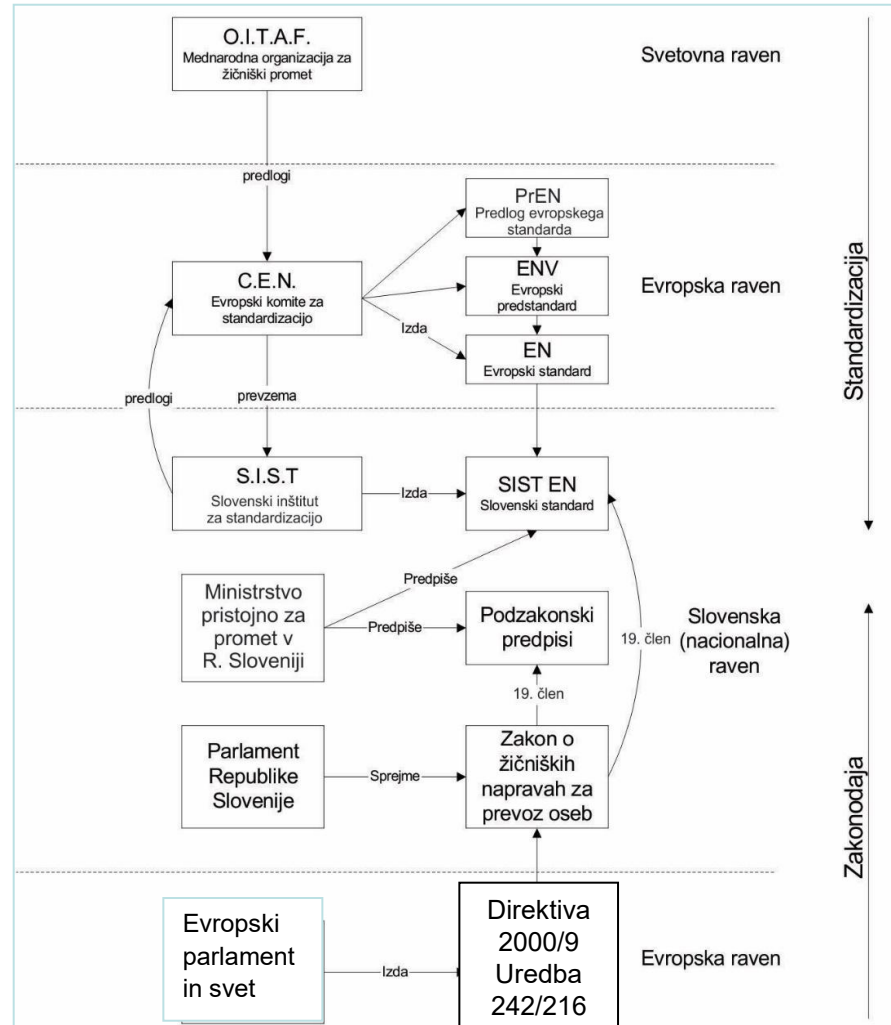 O.I.T.A.F.
Mednarodna organizacija za
žičniški promet
Svetovna raven
predlogi
PrEN
Predlog evropskega
standarda
C.E.N.
Evropski komite za
standardizacijo
ENV
Evropski
predstandard
Evropska raven
Izda
EN
Evropski standard
Standardizacija
predlogi
prevzema
S.I.S.T
Slovenski inštitut
za standardizacijo
Izda
SIST EN
Slovenski standard
Predpiše
Ministrstvo
pristojno za
promet v
R. Sloveniji
Predpiše
Podzakonski
predpisi
19. člen
Slovenska
(nacionalna)
raven
19. člen
Parlament
Republike
Slovenije
Sprejme
Zakon o
žičniških
napravah za
prevoz oseb
Zakonodaja
Evropski
parlament
in svet
Izda
Direktiva
2000/9
Uredba
242/216
Evropska raven